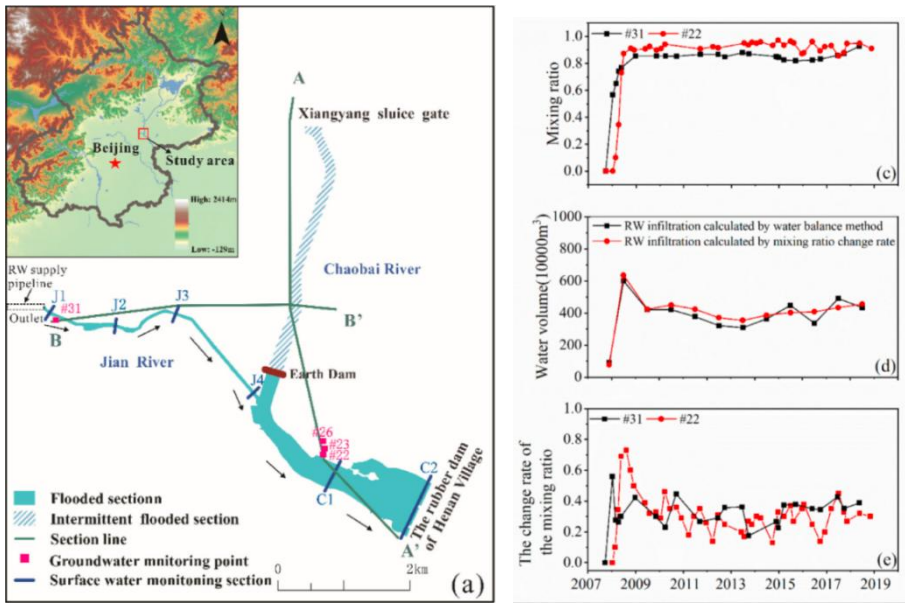 A
Xiangyang sluice gate
Beijing
Study area
High: 2414m
Low: -129m
Chaobai River
RW supply
pipeline
Outlet
J1
#31
J2
J3
B
B'
Jian River
J4
Earth Dam
#26
#23
#22
C1
C2
The rubber dam
of Henan Village
A'
Flooded sectionn
Intermittent flooded section
Section line
Groundwater mnitoring point
Surface water monitoning section
0
2km
(a)
#31
#22
Mixing ratio
1.0
0.8
0.6
0.4
0.2
0.0
(c)
RW infiltration calculated by water balance method
RW infiltration calculated by mixing ratio change rate
Water volume(10000m³)
1000
800
600
400
200
0
(d)
#31
#22
The change rate of
the mixing ratio
1.0
0.8
0.6
0.4
0.2
0.0
(e)
2007 2009 2011 2013 2015 2017 2019